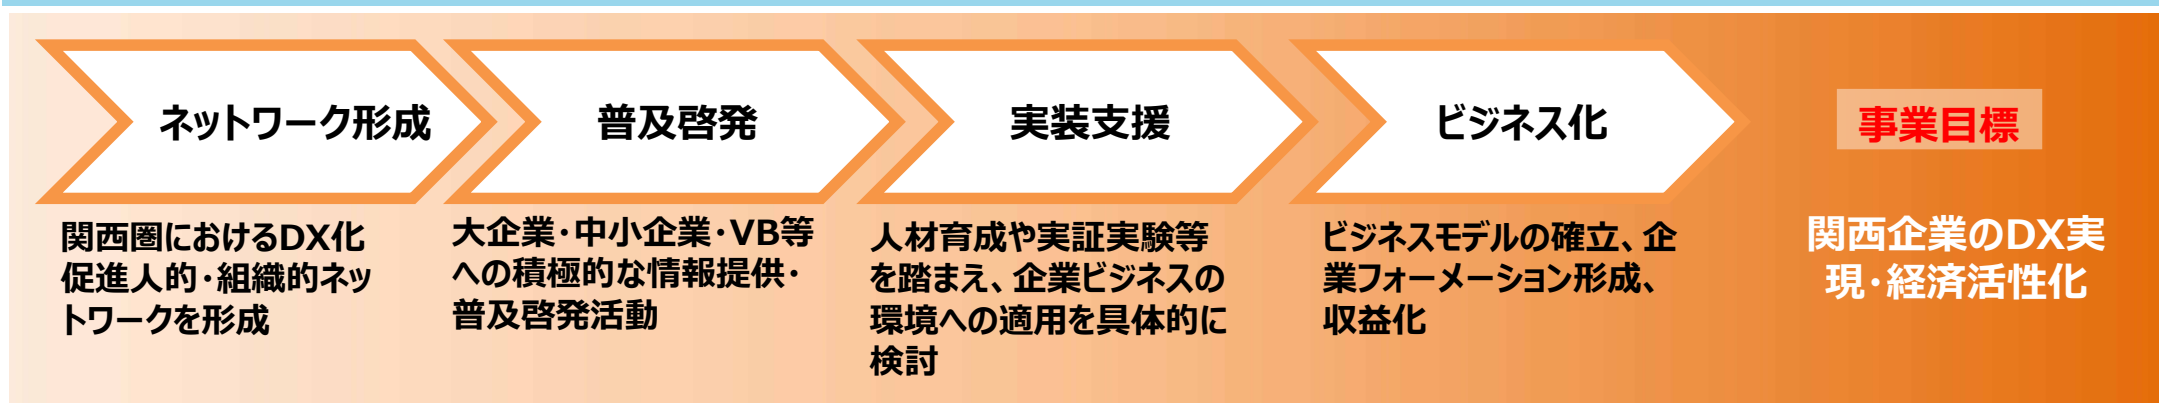 ネットワーク形成
普及啓発
実装支援
ビジネス化
事業目標
関西圏におけるDX化
促進人的・組織的ネッ
トワークを形成
大企業・中小企業・VB等
への積極的な情報提供・
普及啓発活動
人材育成や実証実験等
を踏まえ、企業ビジネスの
環境への適用を具体的に
検討
ビジネスモデルの確立、企
業フォーメーション形成、
収益化
関西企業のDX実
現・経済活性化